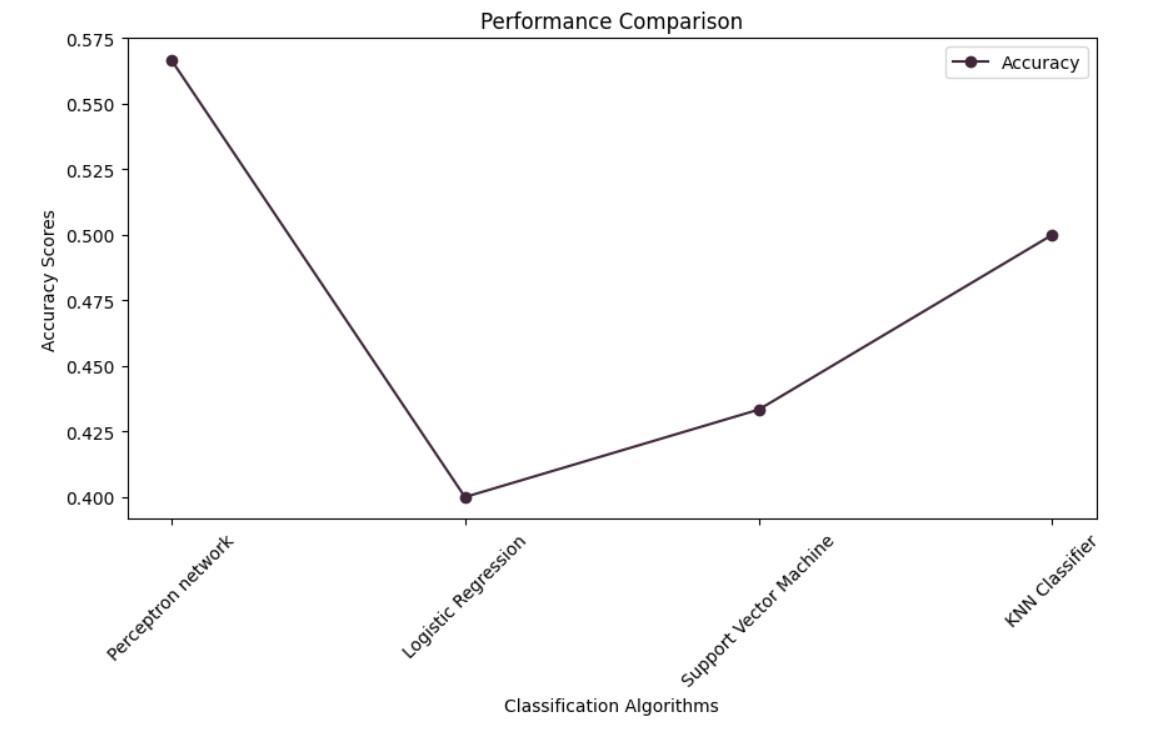 Performance Comparison
Accuracy
0.575
0.550
0.525
0.500
0.475
0.450
0.425
0.400
Accuracy Scores
Perceptron network
Logistic Regression
Support Vector Machine
KNN Classifier
Classification Algorithms